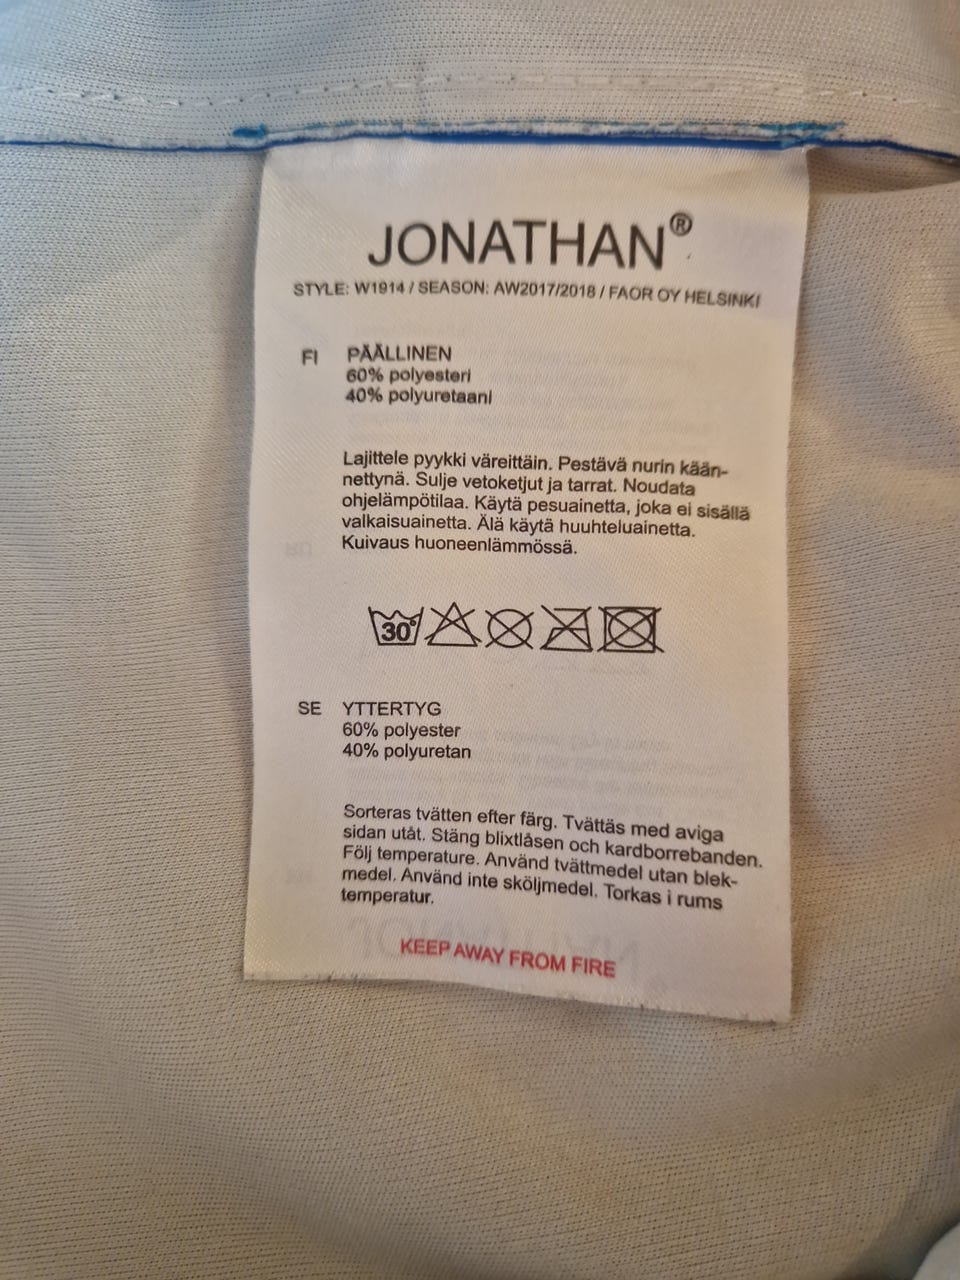 JONATHAN®
STYLE: W1914 / SEASON: AW2017/2018 / FAOR OY HELSINKI
FI PÄÄLLINEN
60% polyesteri
40% polyuretaani
Lajittele pyykki väreittäin. Pestävä nurin kään-
nettynä. Sulje vetoketjut ja tarrat. Noudata
ohjelämpötilaa. Käytä pesuainetta, joka ei sisällä
valkaisuainetta. Älä käytä huuhteluainetta.
Kuivaus huoneenlämmössä.
30°
SE YTTERTYG
60% polyester
40% polyuretan
Sorteras tvätten efter färg. Tvättäs med aviga
sidan utåt. Stäng blixtlåsen och kardborrebanden.
Följ temperature. Använd tvättmedel utan blek-
medel. Använd inte sköljmedel. Torkas i rums
temperatur.
KEEP AWAY FROM FIRE